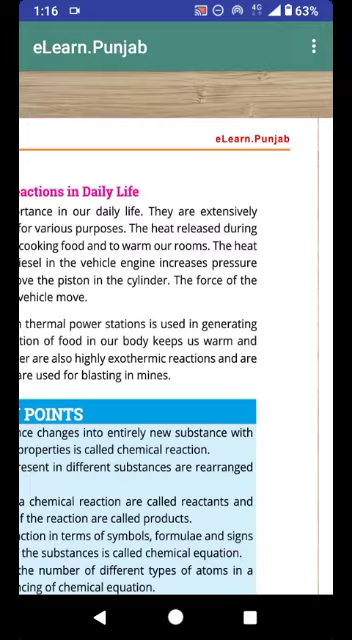 1:16
4G
63%
eLearn.Punjab
eLearn.Punjab
eactions in Daily Life
ortance in our daily life. They are extensively
for various purposes. The heat released during
cooking food and to warm our rooms. The heat
iesel in the vehicle engine increases pressure
ove the piston in the cylinder. The force of the
vehicle move.
n thermal power stations is used in generating
tion of food in our body keeps us warm and
er are also highly exothermic reactions and are
are used for blasting in mines.
POINTS
nce changes into entirely new substance with
properties is called chemical reaction.
resent in different substances are rearranged
a chemical reaction are called reactants and
f the reaction are called products.
action in terms of symbols, formulae and signs
the substances is called chemical equation.
the number of different types of atoms in a
ncing of chemical equation.